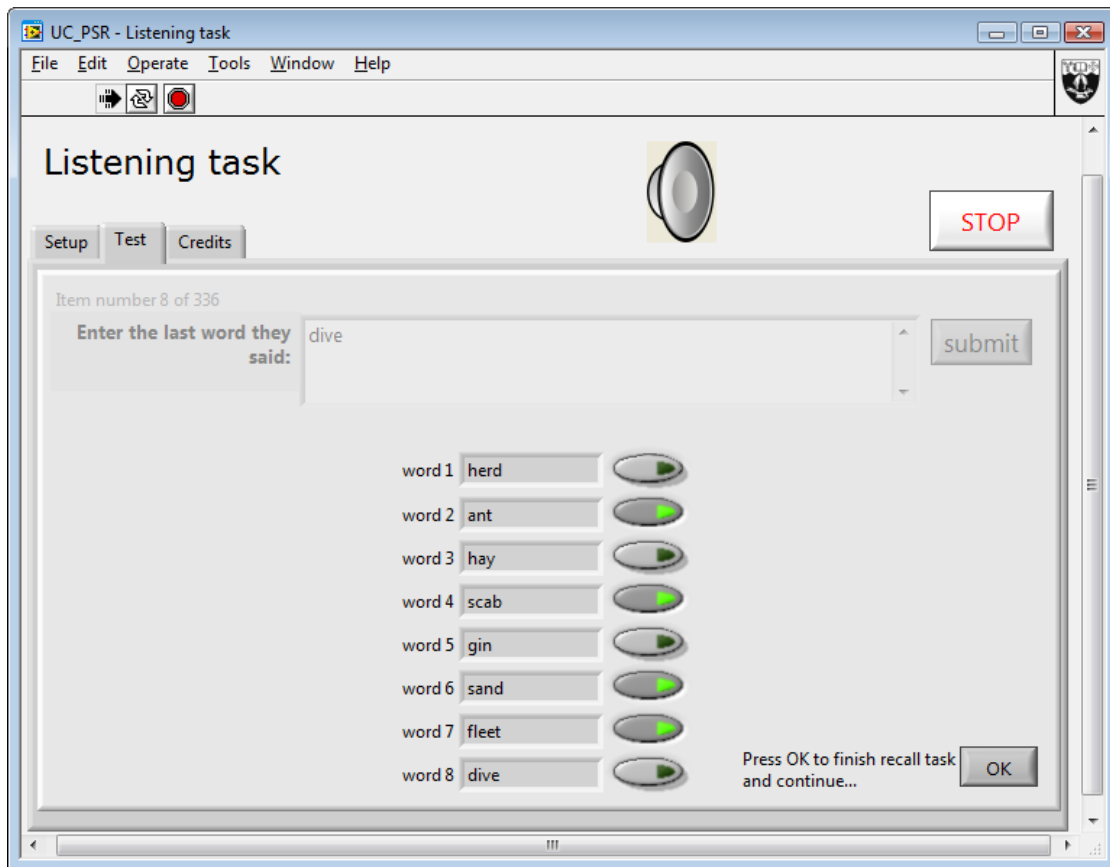 UC_PSR - Listening task
File Edit Operate Tools Window Help
Listening task
STOP
Setup Test Credits
Item number 8 of 336
Enter the last word they said:
dive
submit
word 1 herd
word 2 ant
word 3 hay
word 4 scab
word 5 gin
word 6 sand
word 7 fleet
word 8 dive
Press OK to finish recall task
and continue...
OK